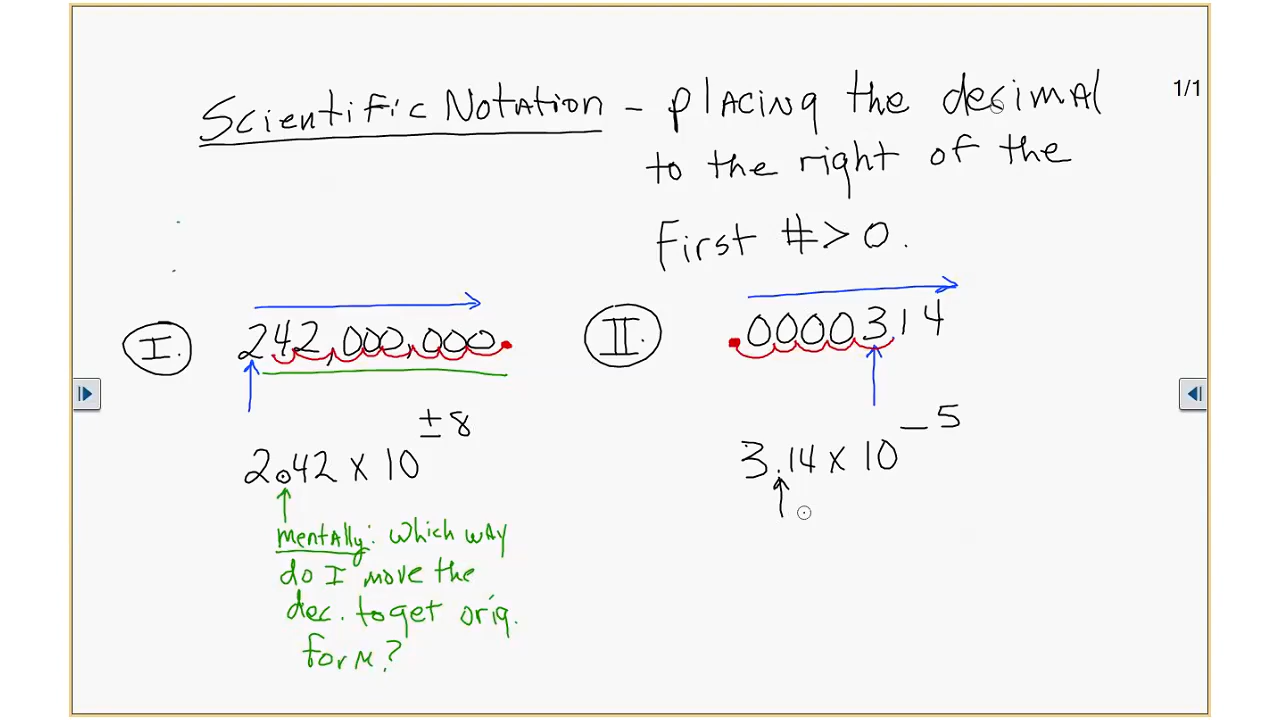 Scientific Notation - placing the decimal
1/1
to the right of the
First # > 0.
I. 242,000,000.
II .0000314
2.42 x 10 ± 8
3.14 x 10 - 5
mentally: Which way
do I move the
dec. to get orig.
form?